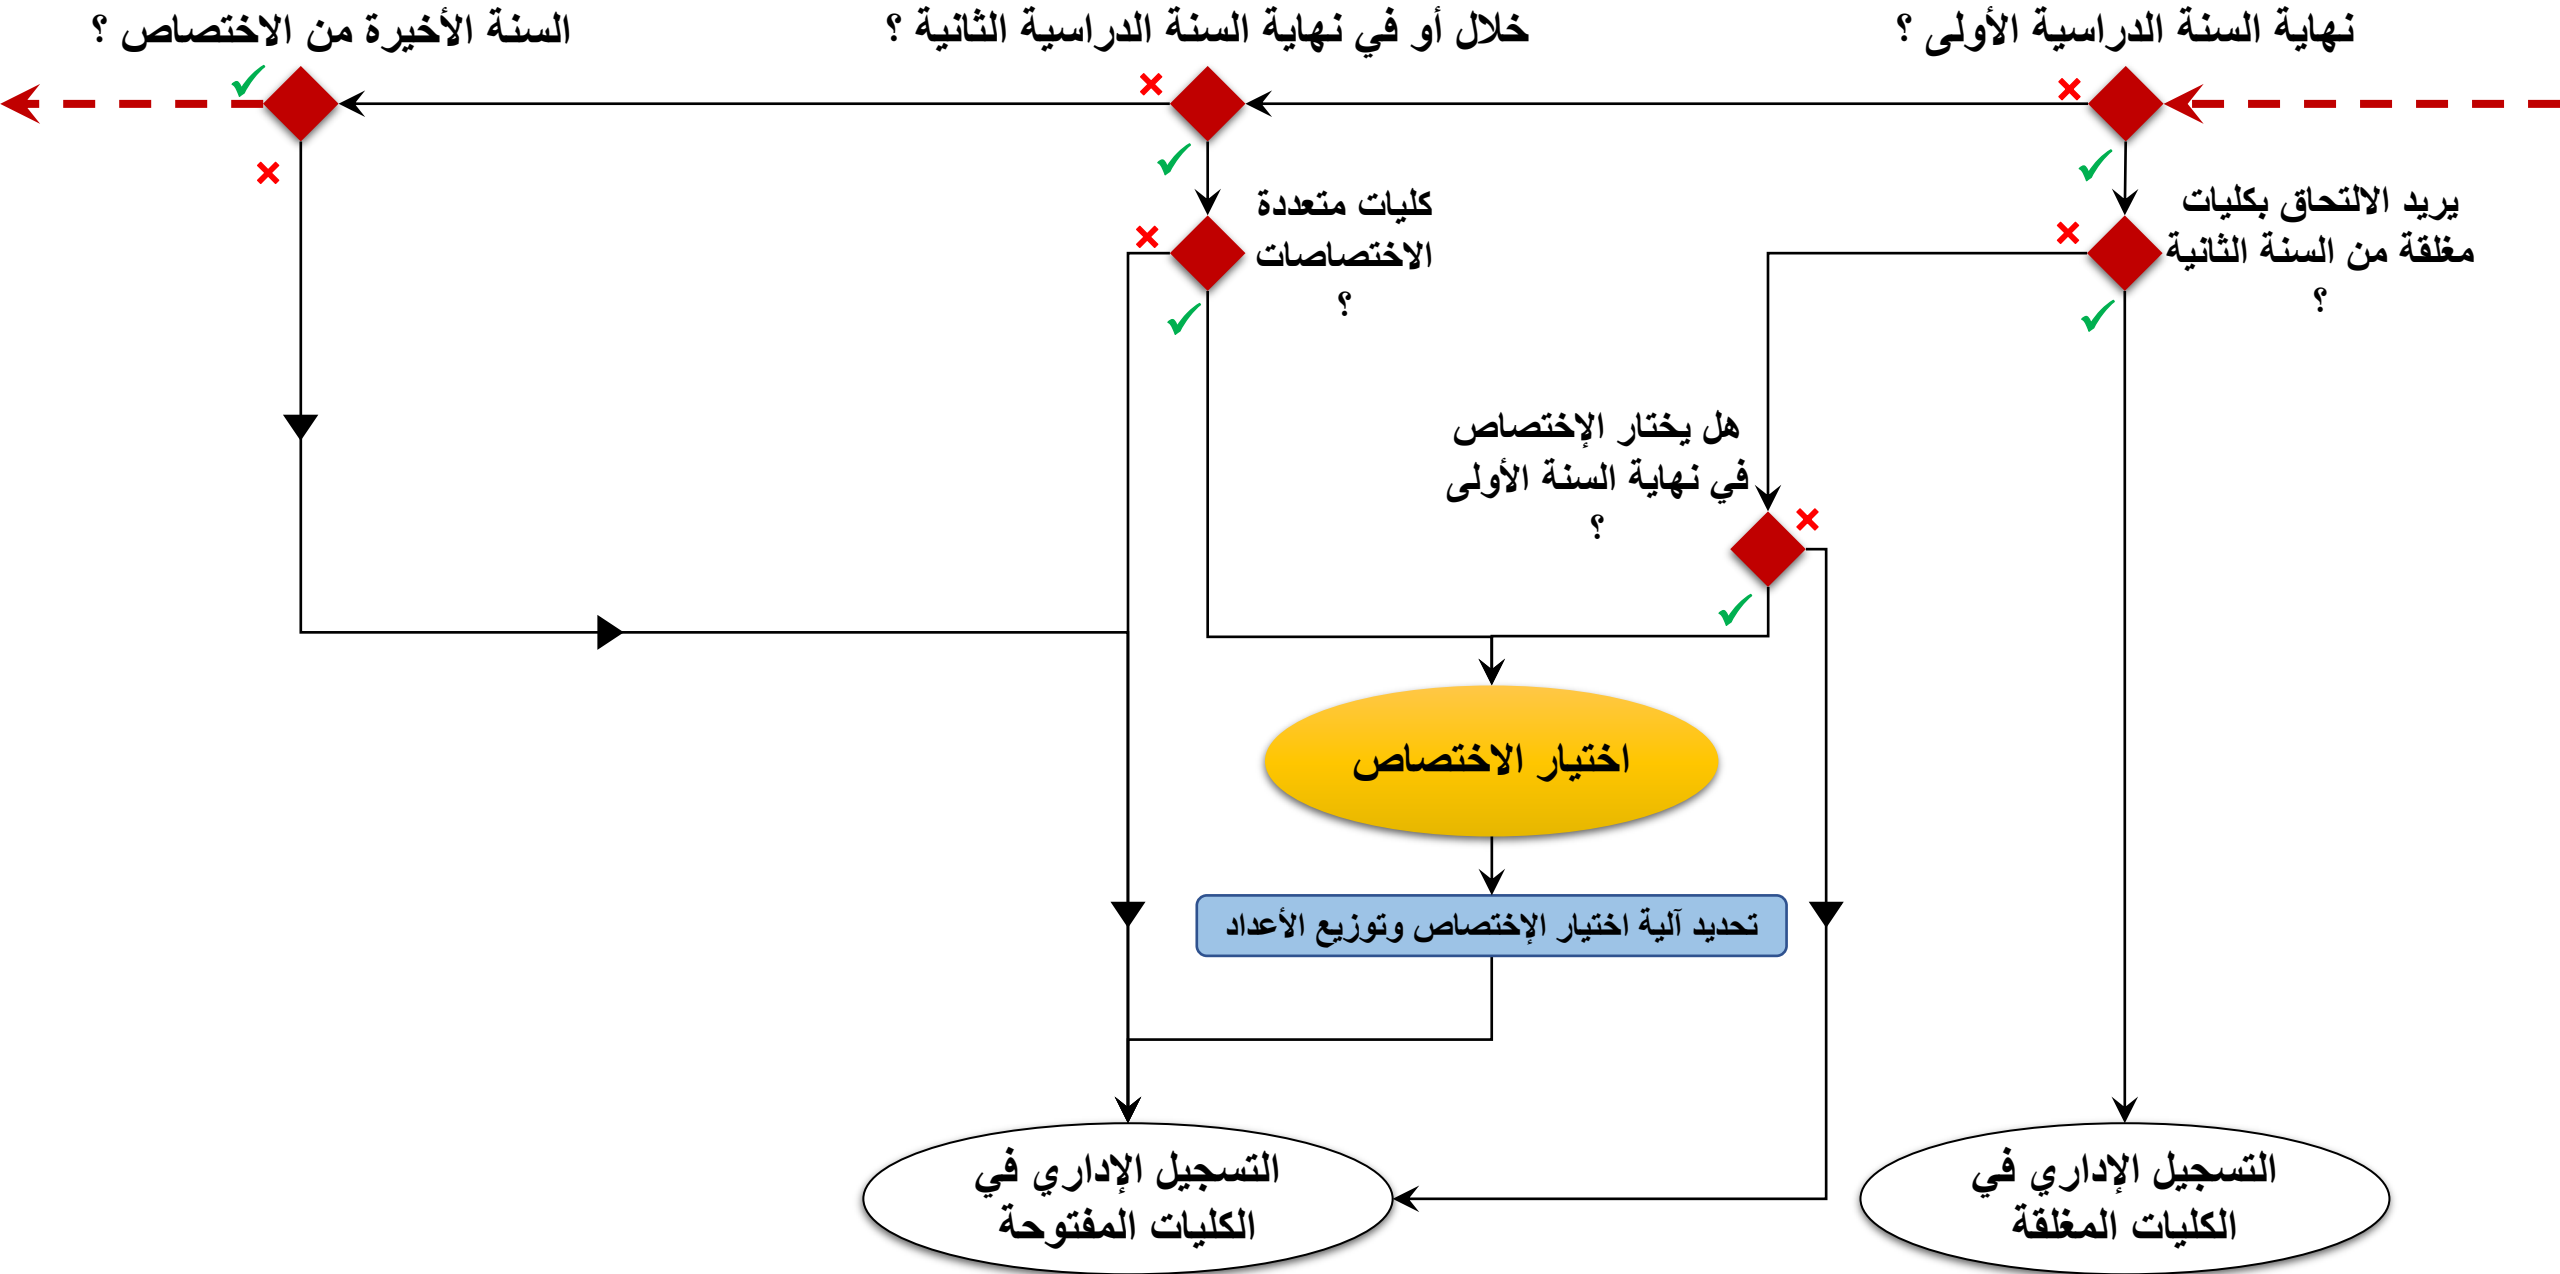 نهاية السنة الدراسية الأولى ؟
خلال أو في نهاية السنة الدراسية الثانية ؟
السنة الأخيرة من الاختصاص ؟
يريد الالتحاق بكليات
مغلقة من السنة الثانية
؟
كليات متعددة
الاختصاصات
؟
هل يختار الإختصاص
في نهاية السنة الأولى
؟
اختيار الاختصاص
تحديد آلية اختيار الإختصاص وتوزيع الأعداد
التسجيل الإداري في
الكليات المغلقة
التسجيل الإداري في
الكليات المفتوحة